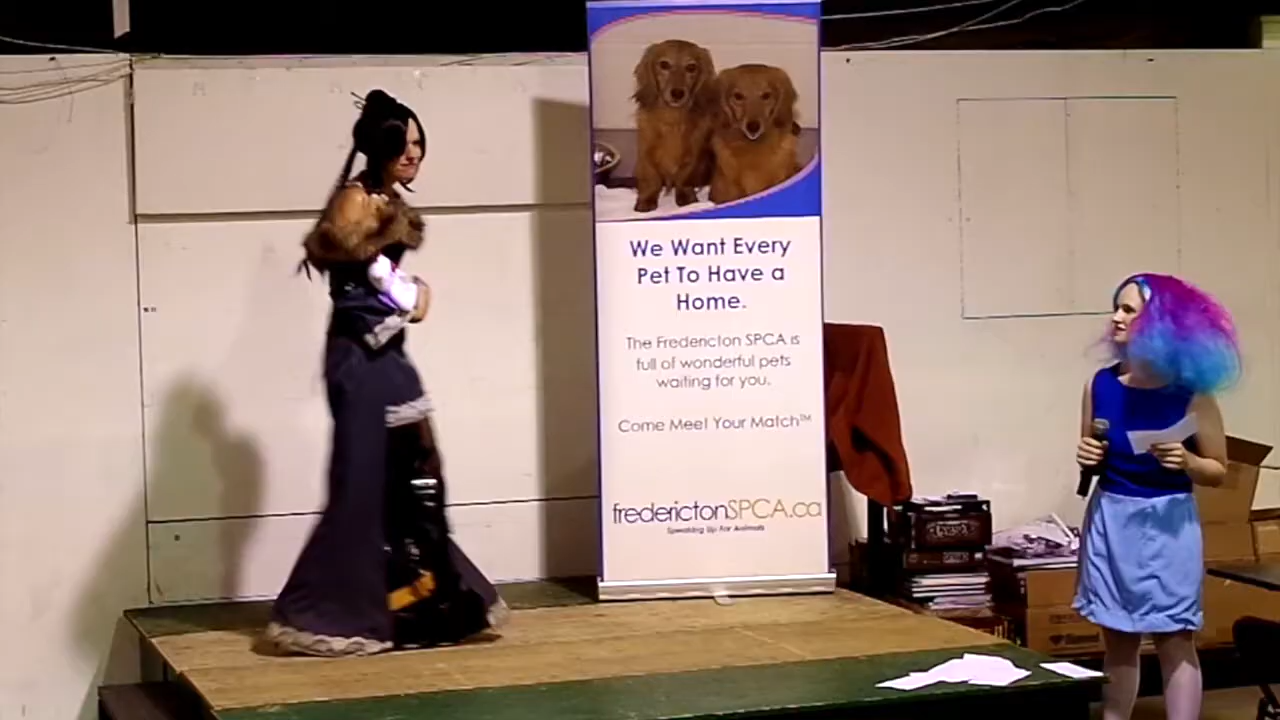 We Want Every
Pet To Have a
Home.
The Fredericton SPCA is
full of wonderful pets
waiting for you.
Come Meet Your Match™
frederictonSPCA.ca
Speaking Up For Animals